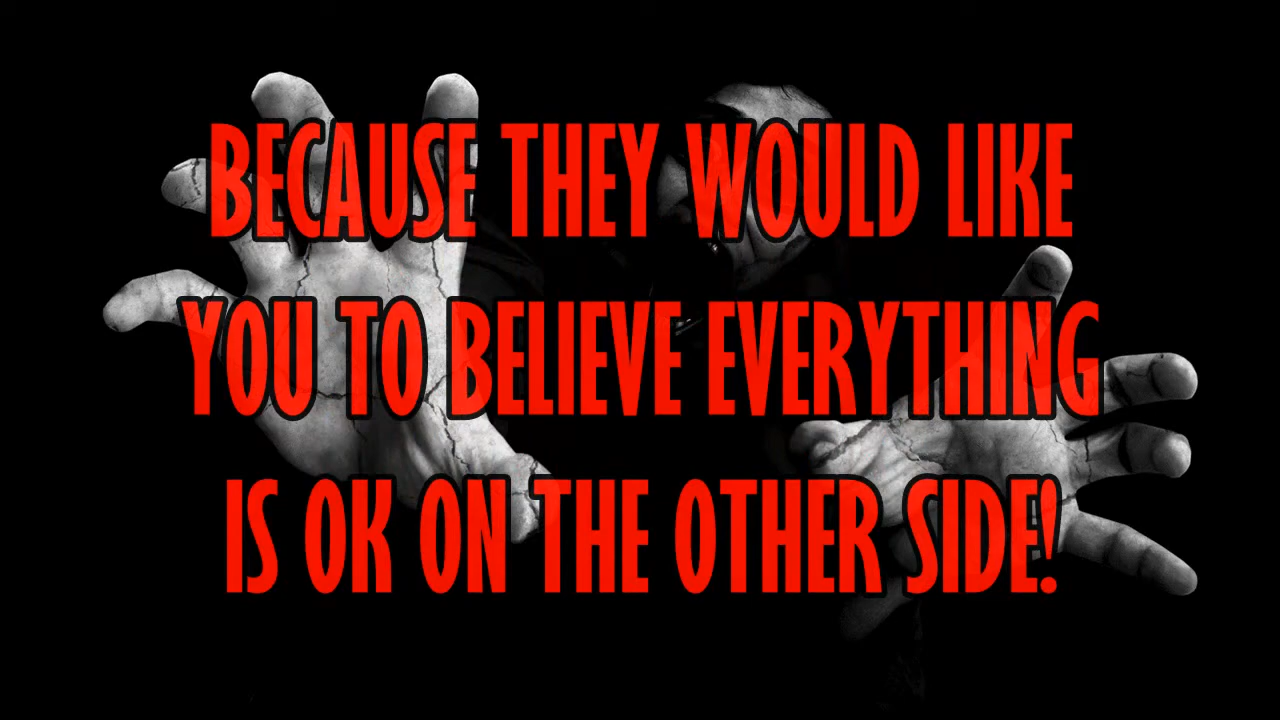 BECAUSE THEY WOULD LIKE
YOU TO BELIEVE EVERYTHING
IS OK ON THE OTHER SIDE!